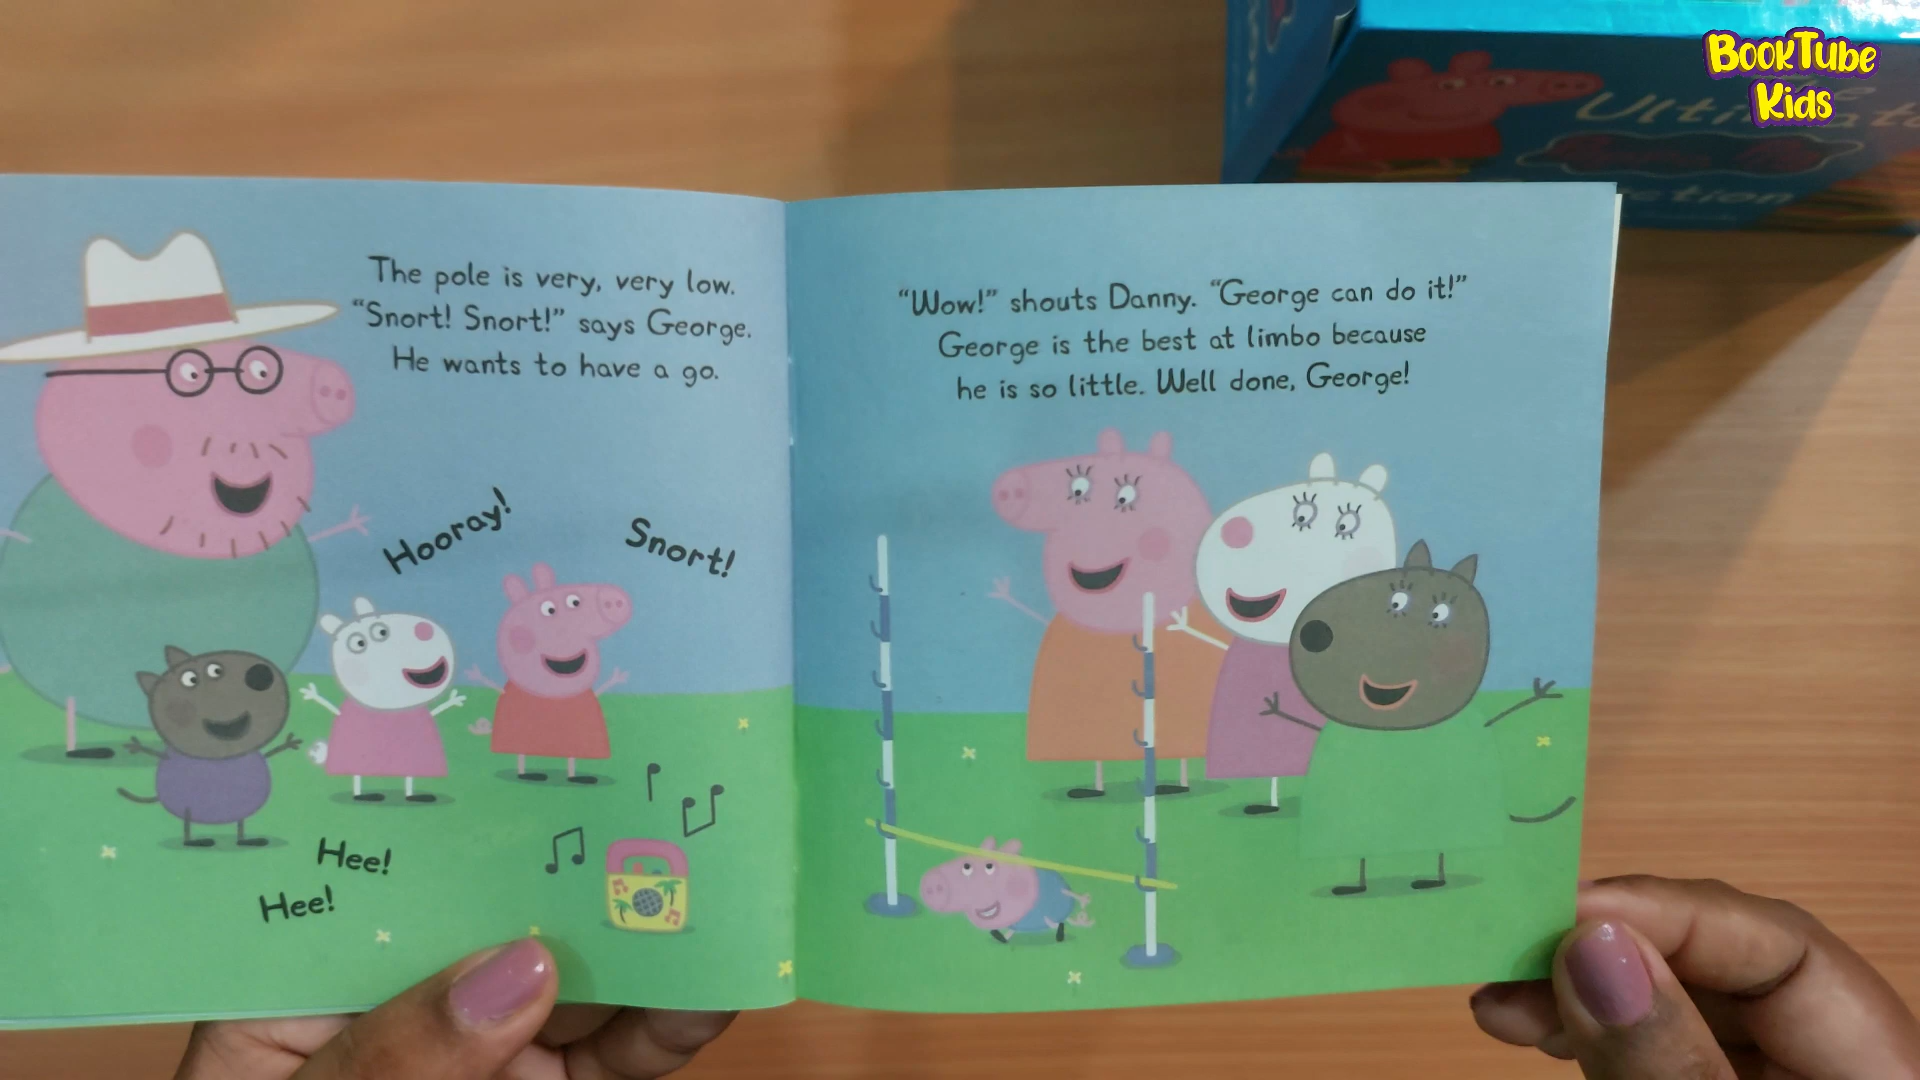 The pole is very, very low.
“Snort! Snort!” says George.
He wants to have a go.
Hooray!
Snort!
Hee!
Hee!
“Wow!” shouts Danny. “George can do it!”
George is the best at limbo because
he is so little. Well done, George!
BookTube
Kids